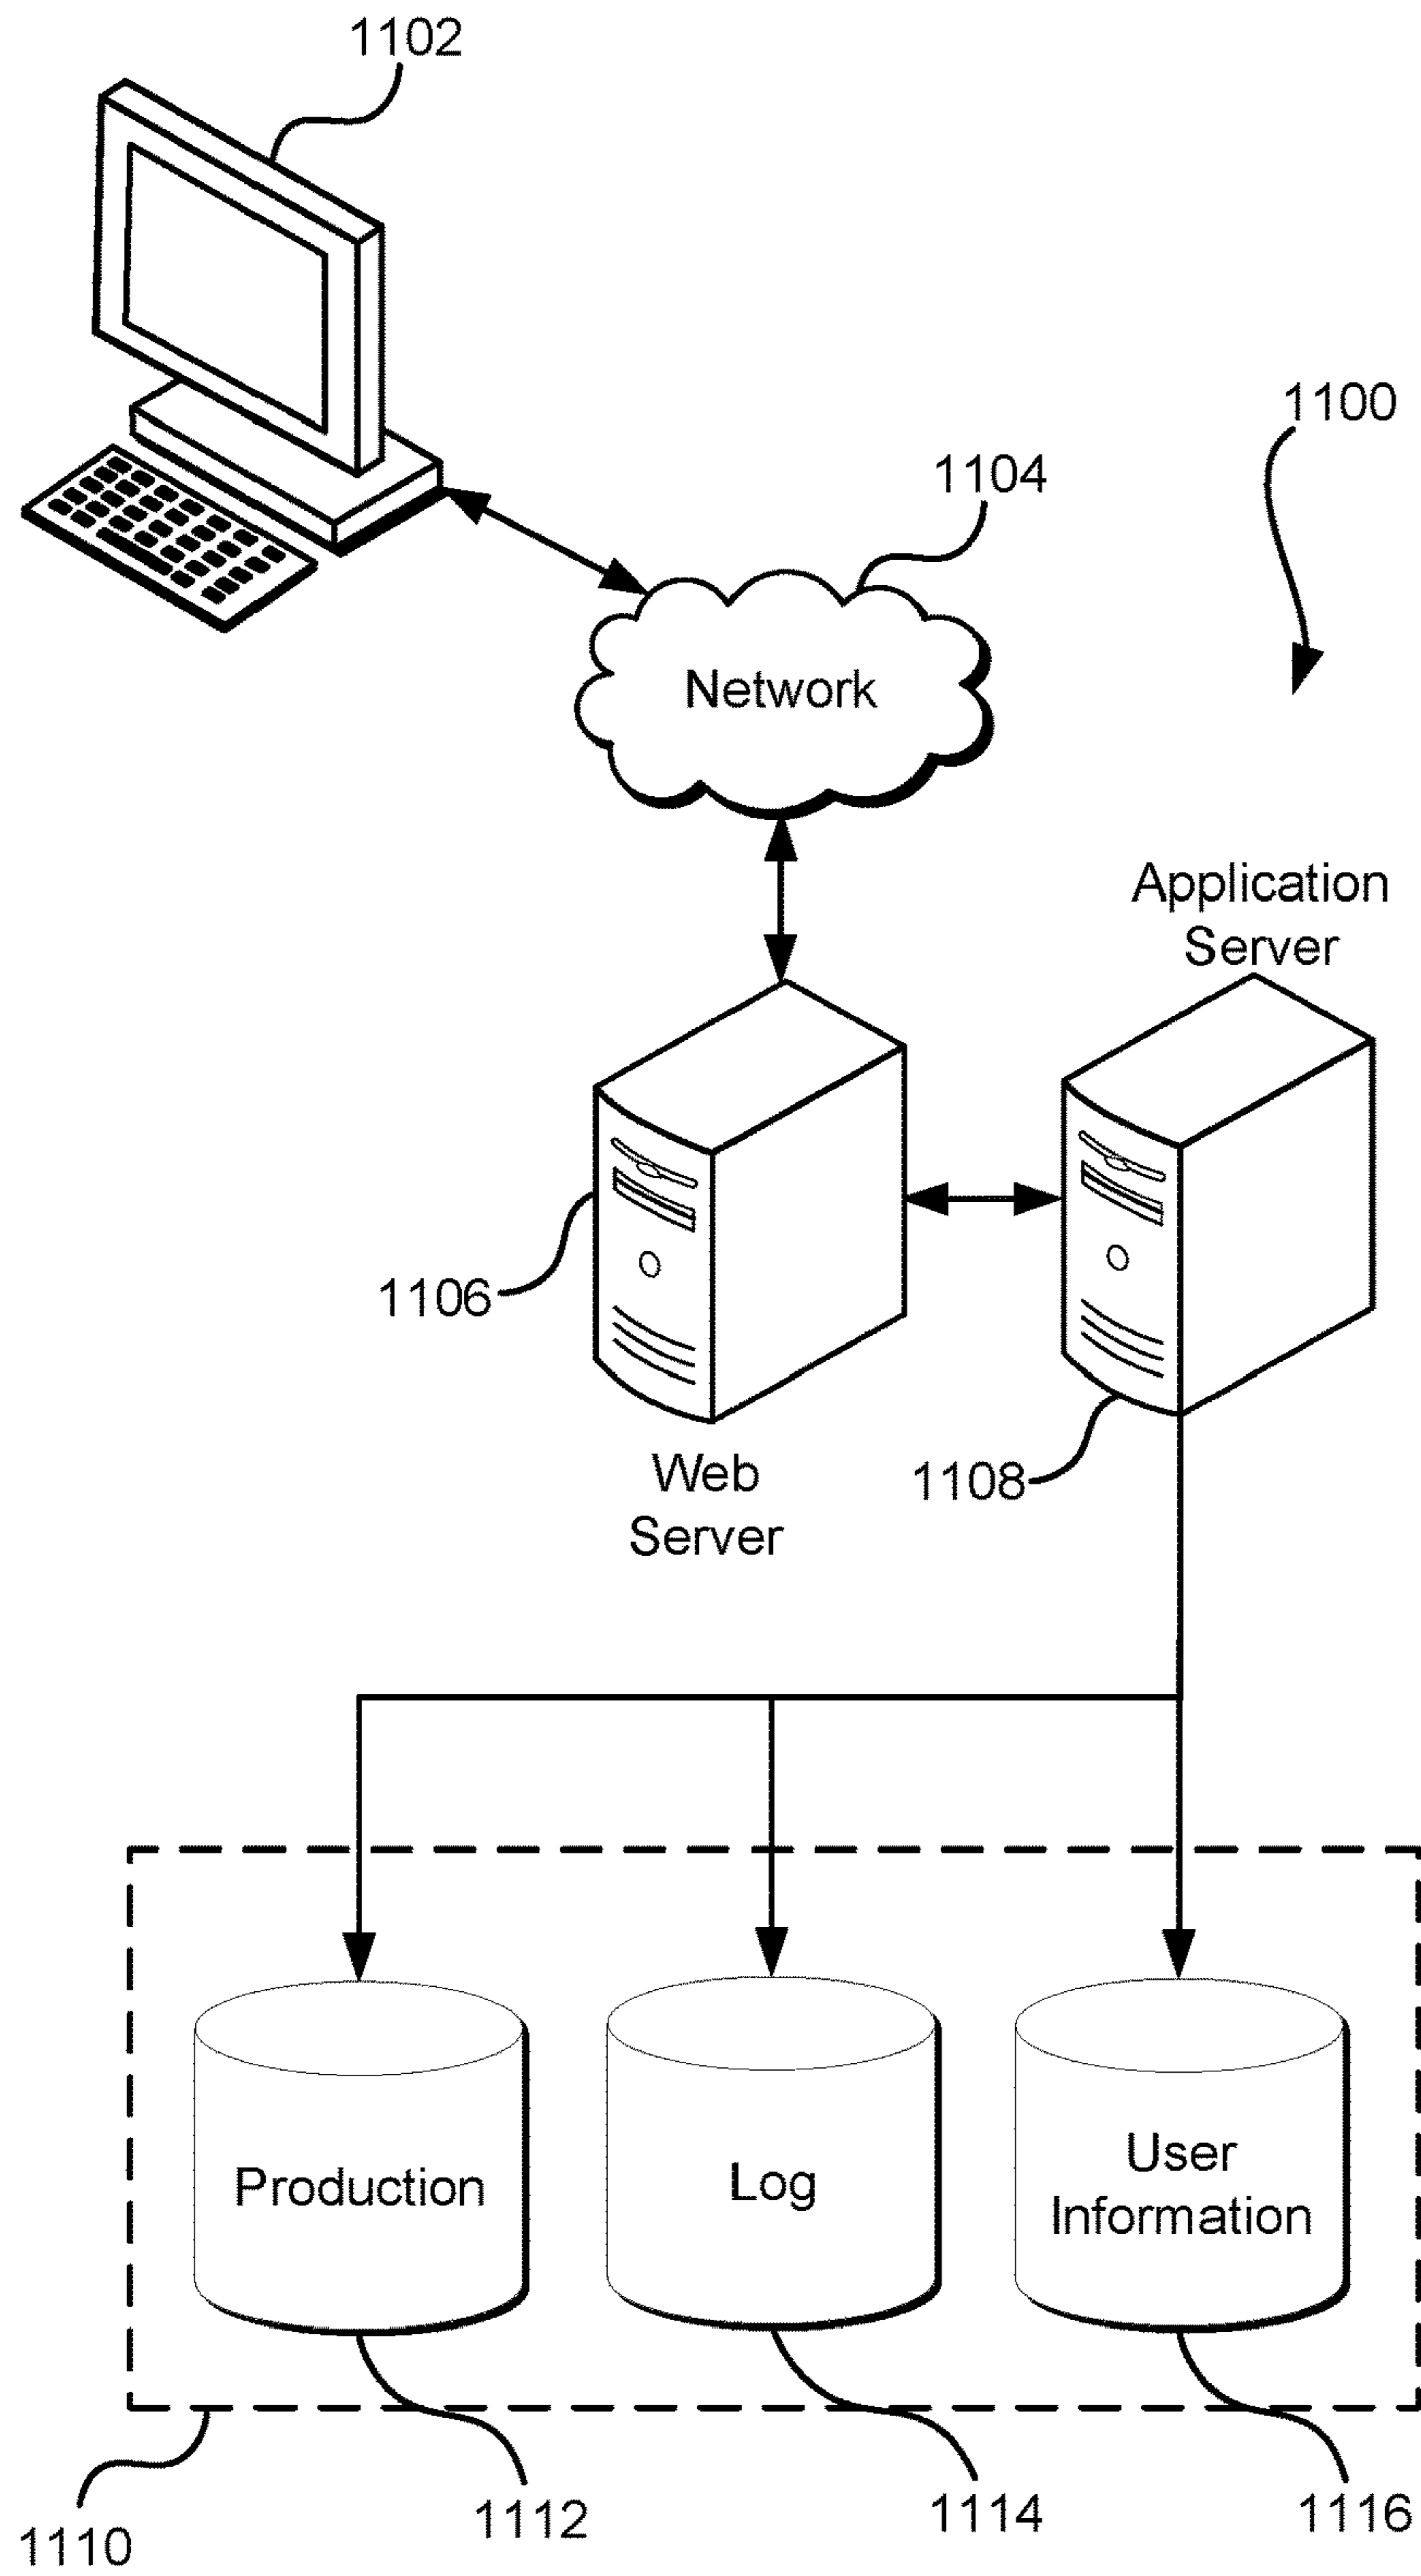 1102
1100
1104
Network
Application
Server
1106
Web
Server
1108
Production
Log
User
Information
1110
1112
1114
1116